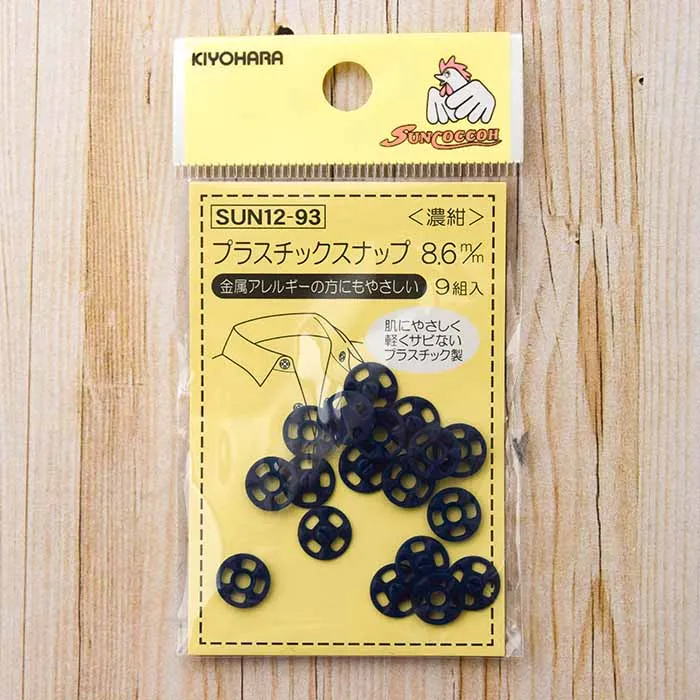 KIYOHARA
SUNCOCCOH
SUN12-93
<濃紺>
プラスチックスナップ 8.6m/m
金属アレルギーの方にもやさしい
9組入
肌にやさしく
軽くサビない
プラスチック製